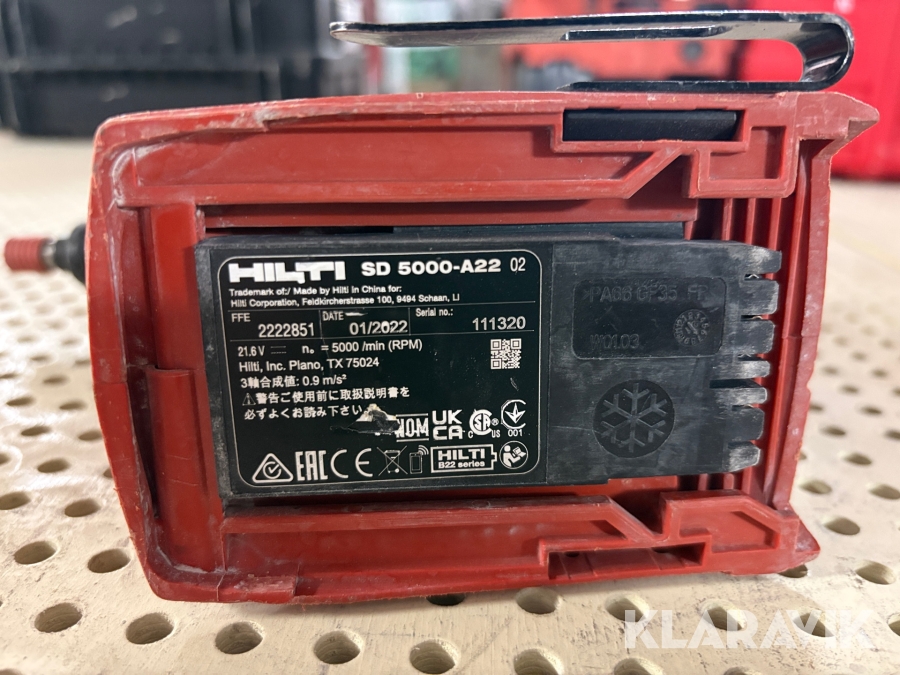 HILTI SD 5000-A22 02
Trademark of:/ Made by Hilti in China for:
Hilti Corporation, Feldkircherstrasse 100, 9494 Schaan, LI
FFE DATE Serial no.:
2222851 01/2022 111320
21.6 V n₀ = 5000 /min (RPM)
Hilti, Inc. Plano, TX 75024
3軸合成値: 0.9 m/s²
⚠警告ご使用前に取扱説明書を
必ずよくお読み下さい
NOM UK CA C SA ® US 001
EAC CE HILTI B22 series
W01.03
KLARAVIK